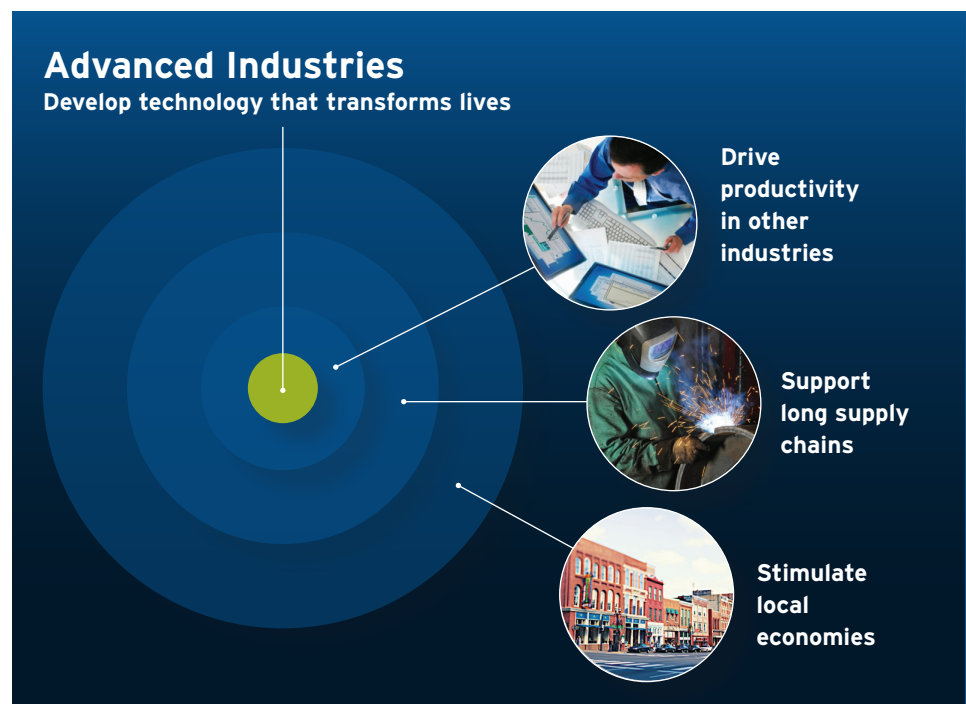 Advanced Industries
Develop technology that transforms lives
Drive
productivity
in other
industries
Support
long supply
chains
Stimulate
local
economies